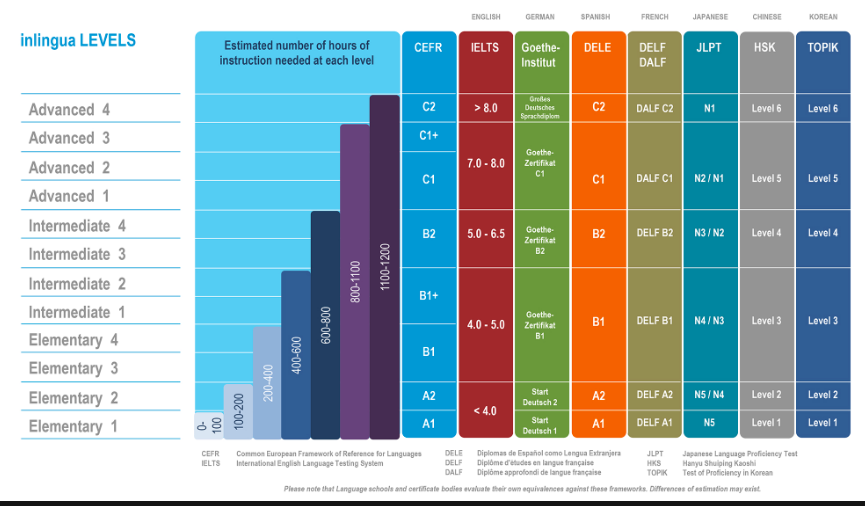 ENGLISH GERMAN SPANISH FRENCH JAPANESE CHINESE KOREAN
inlingua LEVELS
Estimated number of hours of
instruction needed at each level
CEFR IELTS Goethe-
Institut DELE DELF
DALF JLPT HSK TOPIK
Advanced 4
C2 > 8.0 Großes
Deutsches
Sprachdiplom C2 DALF C2 N1 Level 6 Level 6
Advanced 3
C1+
Advanced 2
7.0 - 8.0 Goethe-
Zertifikat
C1
C1 C1 DALF C1 N2 / N1 Level 5 Level 5
Advanced 1
Intermediate 4
B2 5.0 - 6.5 Goethe-
Zertifikat
B2 B2 DELF B2 N3 / N2 Level 4 Level 4
Intermediate 3
Intermediate 2
B1+
Intermediate 1
4.0 - 5.0 Goethe-
Zertifikat
B1 B1 DELF B1 N4 / N3 Level 3 Level 3
Elementary 4
B1
Elementary 3
Elementary 2
A2 Start
Deutsch 2 A2 DELF A2 N5 / N4 Level 2 Level 2
< 4.0
Elementary 1
A1 Start
Deutsch 1 A1 DELF A1 N5 Level 1 Level 1
0-
100
100-200
200-400
400-600
600-800
800-1100
1100-1200
CEFR Common European Framework of Reference for Languages
IELTS International English Language Testing System
DELE Diplomas de Español como Lengua Extranjera
DELF Diplôme d'études en langue française
DALF Diplôme approfondi de langue française
JLPT Japanese Language Proficiency Test
HKS Hanyu Shuiping Kaoshi
TOPIK Test of Proficiency in Korean
Please note that Language schools and certificate bodies evaluate their own equivalences against these frameworks. Differences of estimation may exist.